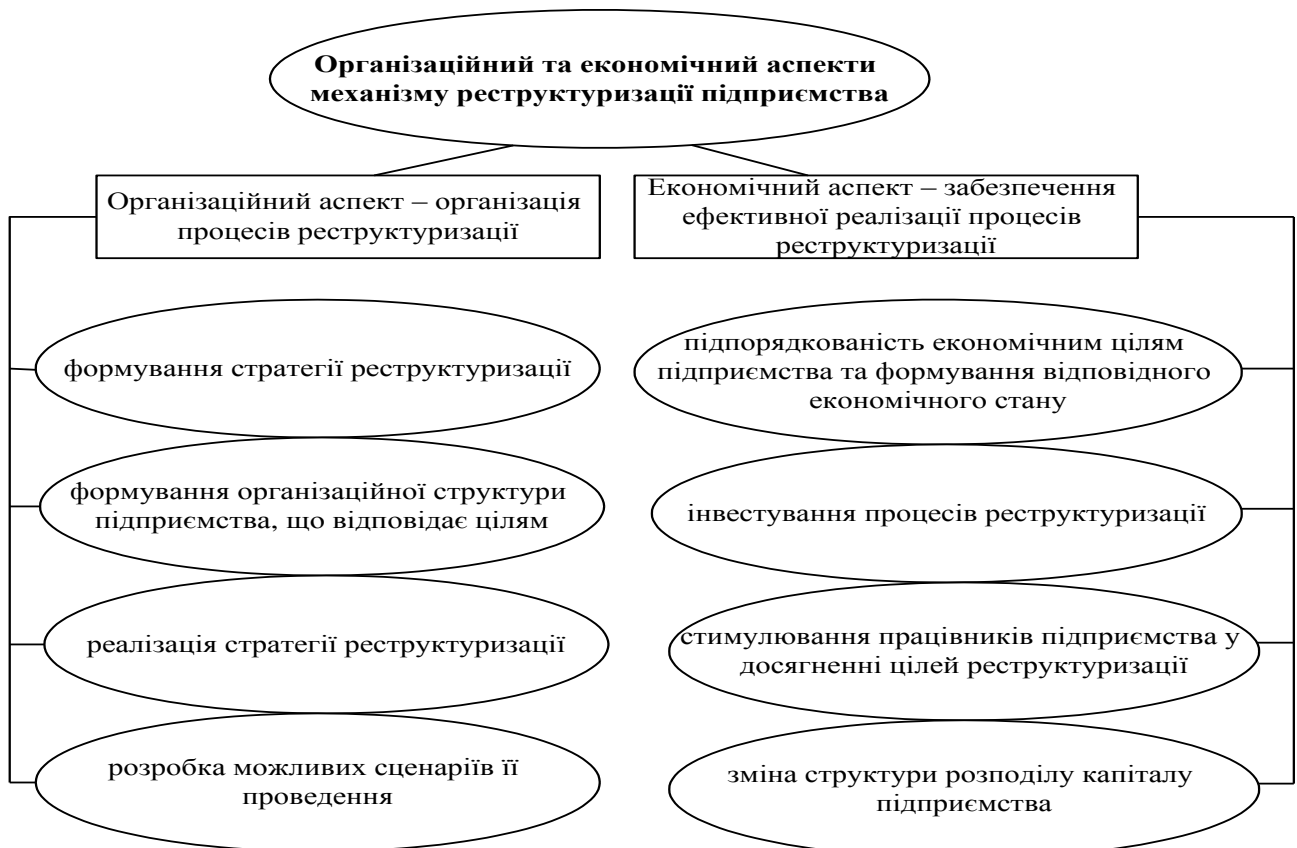 Організаційний та економічний аспекти
механізму реструктуризації підприємства
Організаційний аспект – організація
процесів реструктуризації
Економічний аспект – забезпечення
ефективної реалізації процесів
реструктуризації
формування стратегії реструктуризації
формування організаційної структури
підприємства, що відповідає цілям
реалізація стратегії реструктуризації
розробка можливих сценаріїв її
проведення
підпорядкованість економічним цілям
підприємства та формування відповідного
економічного стану
інвестування процесів реструктуризації
стимулювання працівників підприємства у
досягненні цілей реструктуризації
зміна структури розподілу капіталу
підприємства